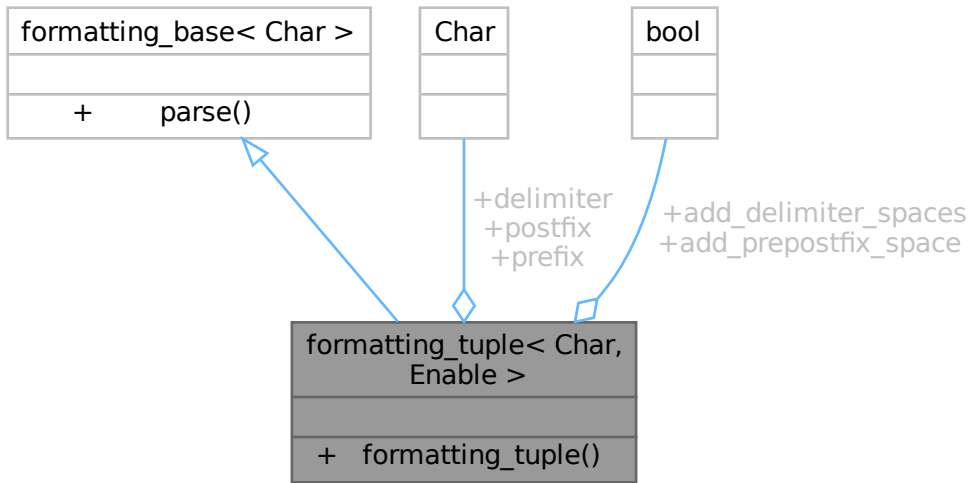 formatting_base< Char >
+ parse()
Char
bool
+delimiter
+postfix
+prefix
+add_delimiter_spaces
+add_prepostfix_space
formatting_tuple< Char,
Enable >
+ formatting_tuple()